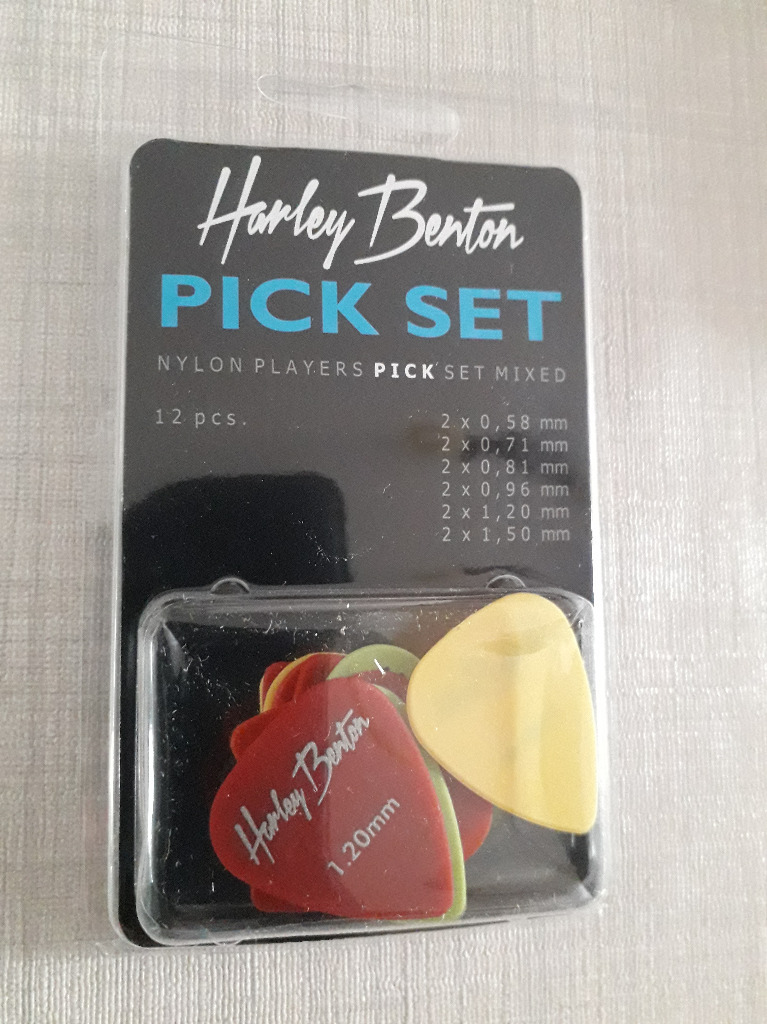 Harley Benton
PICK SET
NYLON PLAYERS PICK SET MIXED
12 pcs.
2 x 0,58 mm
2 x 0,71 mm
2 x 0,81 mm
2 x 0,96 mm
2 x 1,20 mm
2 x 1,50 mm
Harley Benton
1.20mm